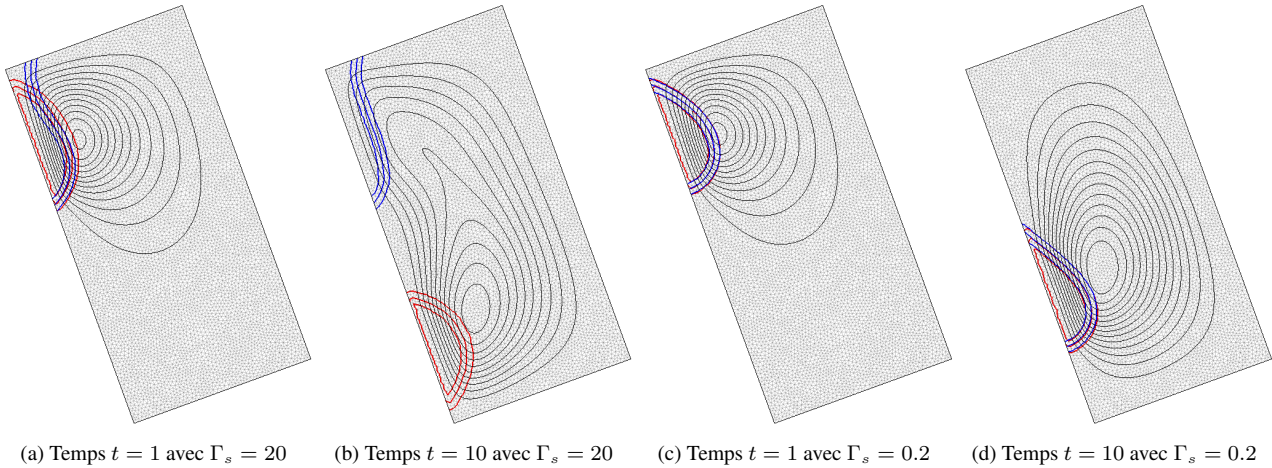 (a) Temps t = 1 avec Γ_s = 20
(b) Temps t = 10 avec Γ_s = 20
(c) Temps t = 1 avec Γ_s = 0.2
(d) Temps t = 10 avec Γ_s = 0.2